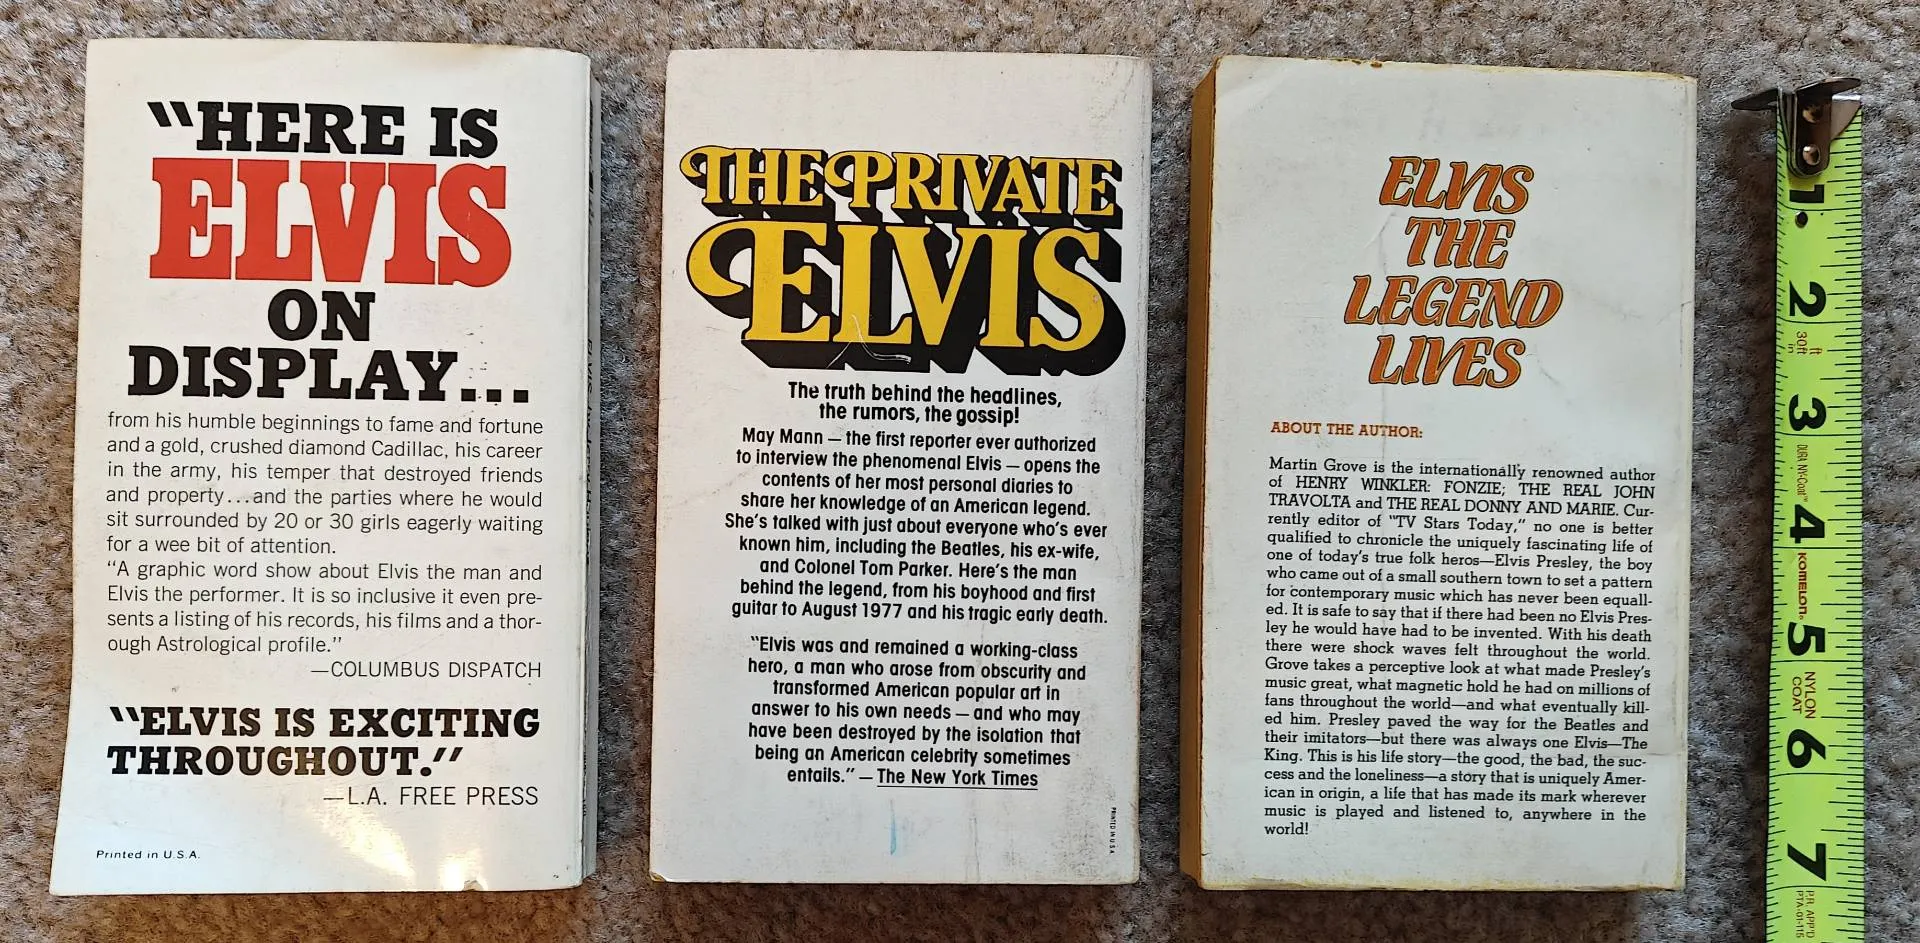 "HERE IS
ELVIS
ON
DISPLAY...
from his humble beginnings to fame and fortune
and a gold, crushed diamond Cadillac, his career
in the army, his temper that destroyed friends
and property...and the parties where he would
sit surrounded by 20 or 30 girls eagerly waiting
for a wee bit of attention.
"A graphic word show about Elvis the man and
Elvis the performer. It is so inclusive it even pre-
sents a listing of his records, his films and a thor-
ough Astrological profile."
—COLUMBUS DISPATCH
"ELVIS IS EXCITING
THROUGHOUT."
—L.A. FREE PRESS
Printed in U.S.A.
THE PRIVATE
ELVIS
The truth behind the headlines,
the rumors, the gossip!
May Mann — the first reporter ever authorized
to interview the phenomenal Elvis — opens the
contents of her most personal diaries to
share her knowledge of an American legend.
She's talked with just about everyone who's ever
known him, including the Beatles, his ex-wife,
and Colonel Tom Parker. Here's the man
behind the legend, from his boyhood and first
guitar to August 1977 and his tragic early death.
"Elvis was and remained a working-class
hero, a man who arose from obscurity and
transformed American popular art in
answer to his own needs — and who may
have been destroyed by the isolation that
being an American celebrity sometimes
entails." — The New York Times
PRINTED IN U.S.A.
ELVIS
THE
LEGEND
LIVES
ABOUT THE AUTHOR:
Martin Grove is the internationally renowned author
of HENRY WINKLER: FONZIE; THE REAL JOHN
TRAVOLTA and THE REAL DONNY AND MARIE. Cur-
rently editor of "TV Stars Today," no one is better
qualified to chronicle the uniquely fascinating life of
one of today's true folk heros—Elvis Presley, the boy
who came out of a small southern town to set a pattern
for contemporary music which has never been equall-
ed. It is safe to say that if there had been no Elvis Pres-
ley he would have had to be invented. With his death
there were shock waves felt throughout the world.
Grove takes a perceptive look at what made Presley's
music great, what magnetic hold he had on millions of
fans throughout the world—and what eventually kill-
ed him. Presley paved the way for the Beatles and
their imitators—but there was always one Elvis—The
King. This is his life story—the good, the bad, the suc-
cess and the loneliness—a story that is uniquely Amer-
ican in origin, a life that has made its mark wherever
music is played and listened to, anywhere in the
world!
1
2
30ft
in
ft
in
3
DURA NY-Coat™
4
KOMELON®
5
NYLON
COAT
6
7
P.R. APP'D
PTA-01-115